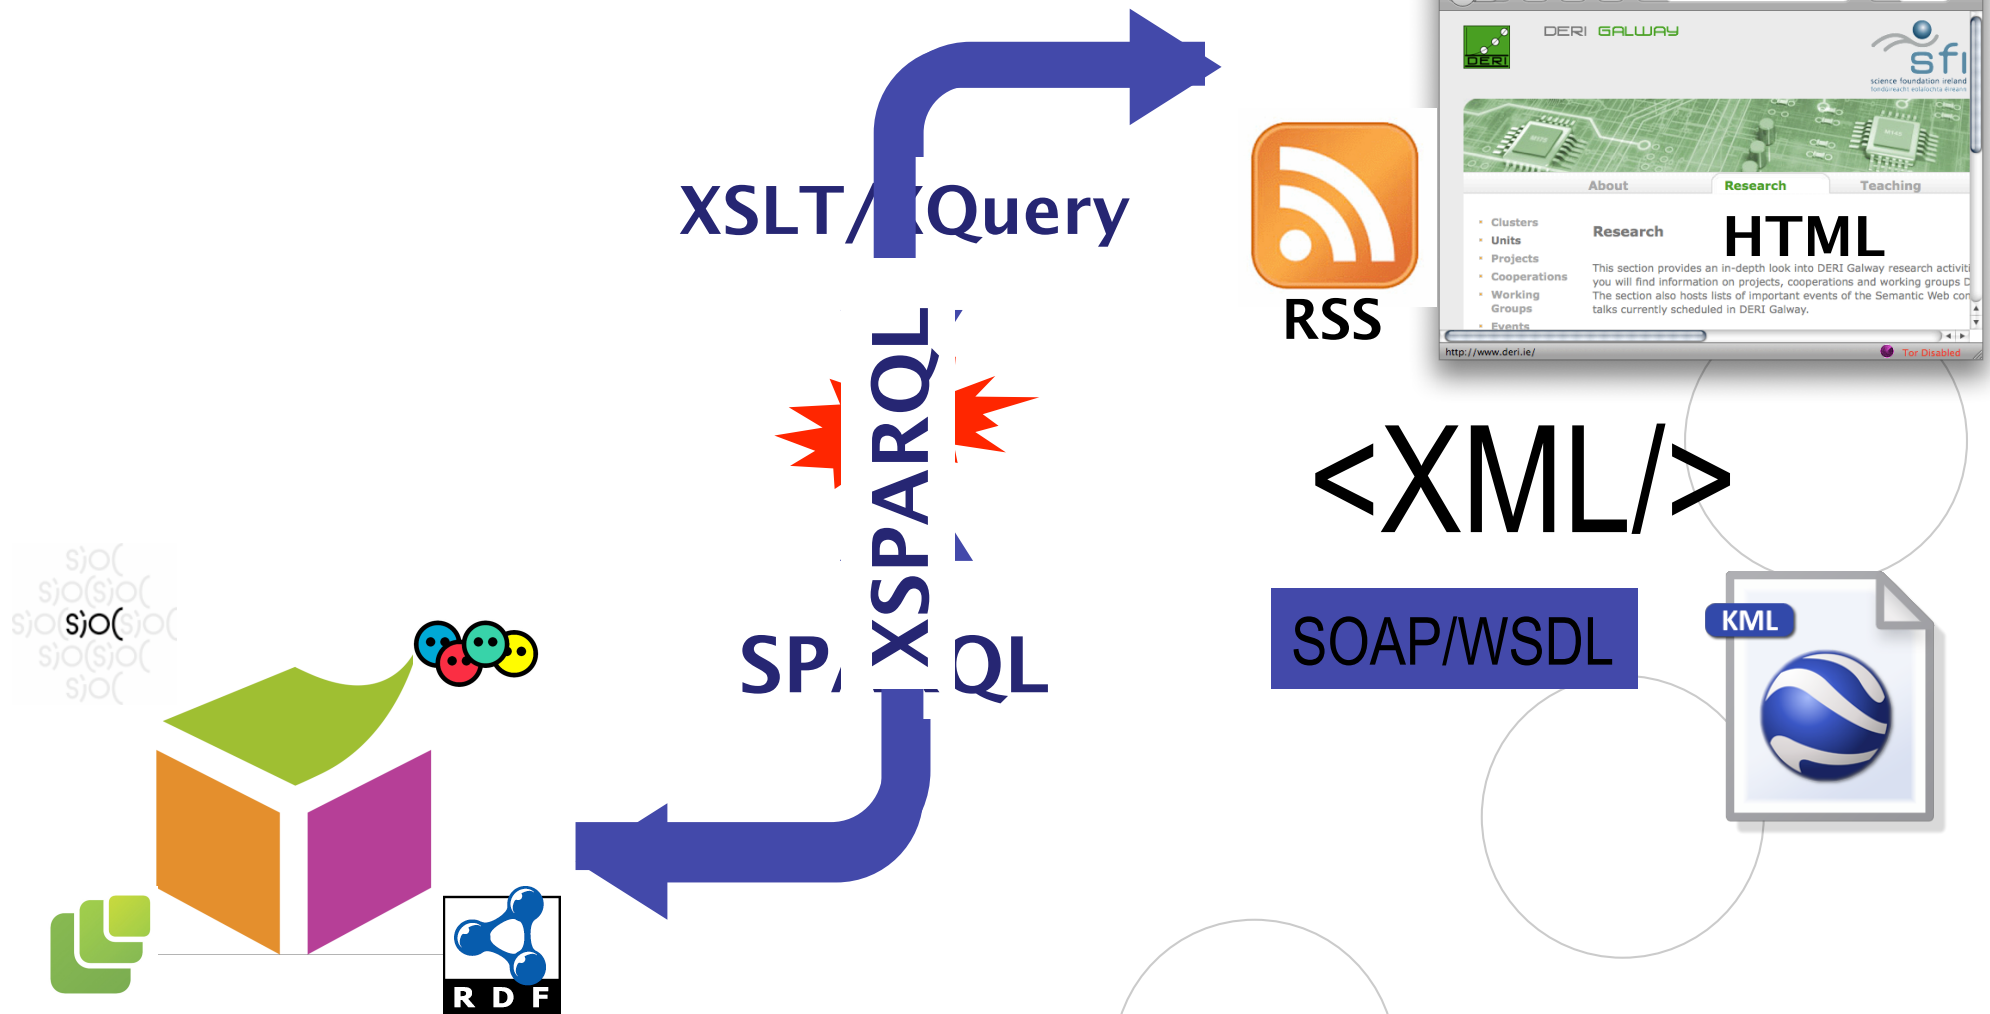 DERI GALWAY
DERI
sfi
science foundation ireland
About
Research
Teaching
Clusters
Units
Projects
Cooperations
Working
Groups
Events
Research
HTML
This section provides an in-depth look into DERI Galway research activiti
you will find information on projects, cooperations and working groups D
The section also hosts lists of important events of the Semantic Web con
talks currently scheduled in DERI Galway.
http://www.deri.ie/
Tor Disabled
XSLT/XQuery
RSS
XSPARQL
<XML/>
SOAP/WSDL
KML
SPARQL
sioc
RDF